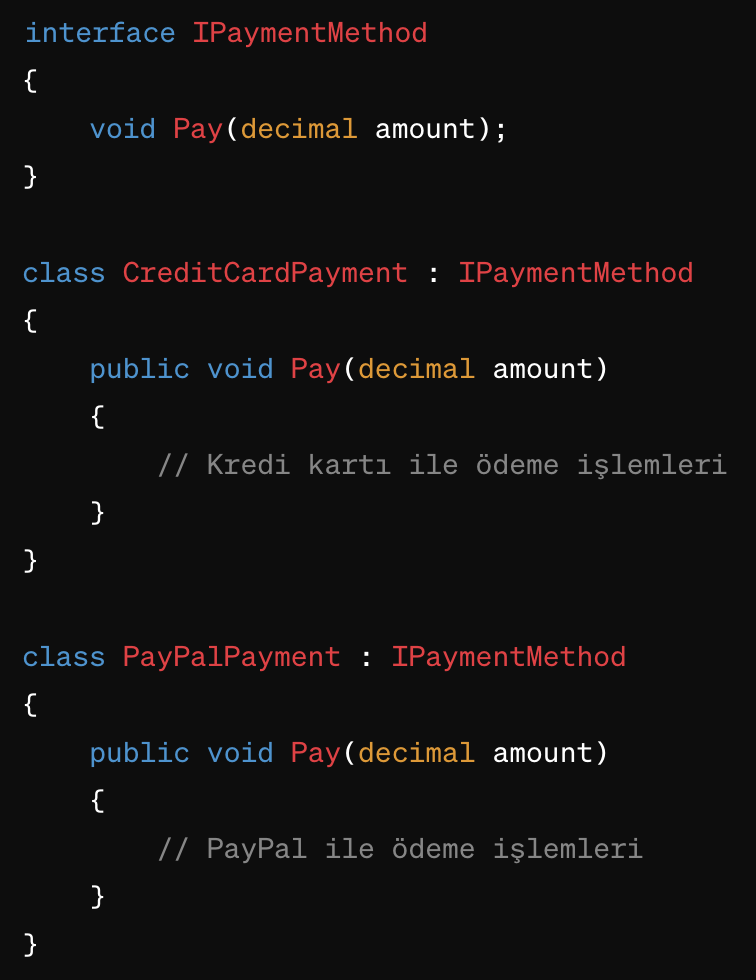 interface IPaymentMethod
{
    void Pay(decimal amount);
}

class CreditCardPayment : IPaymentMethod
{
    public void Pay(decimal amount)
    {
        // Kredi kartı ile ödeme işlemleri
    }
}

class PayPalPayment : IPaymentMethod
{
    public void Pay(decimal amount)
    {
        // PayPal ile ödeme işlemleri
    }
}